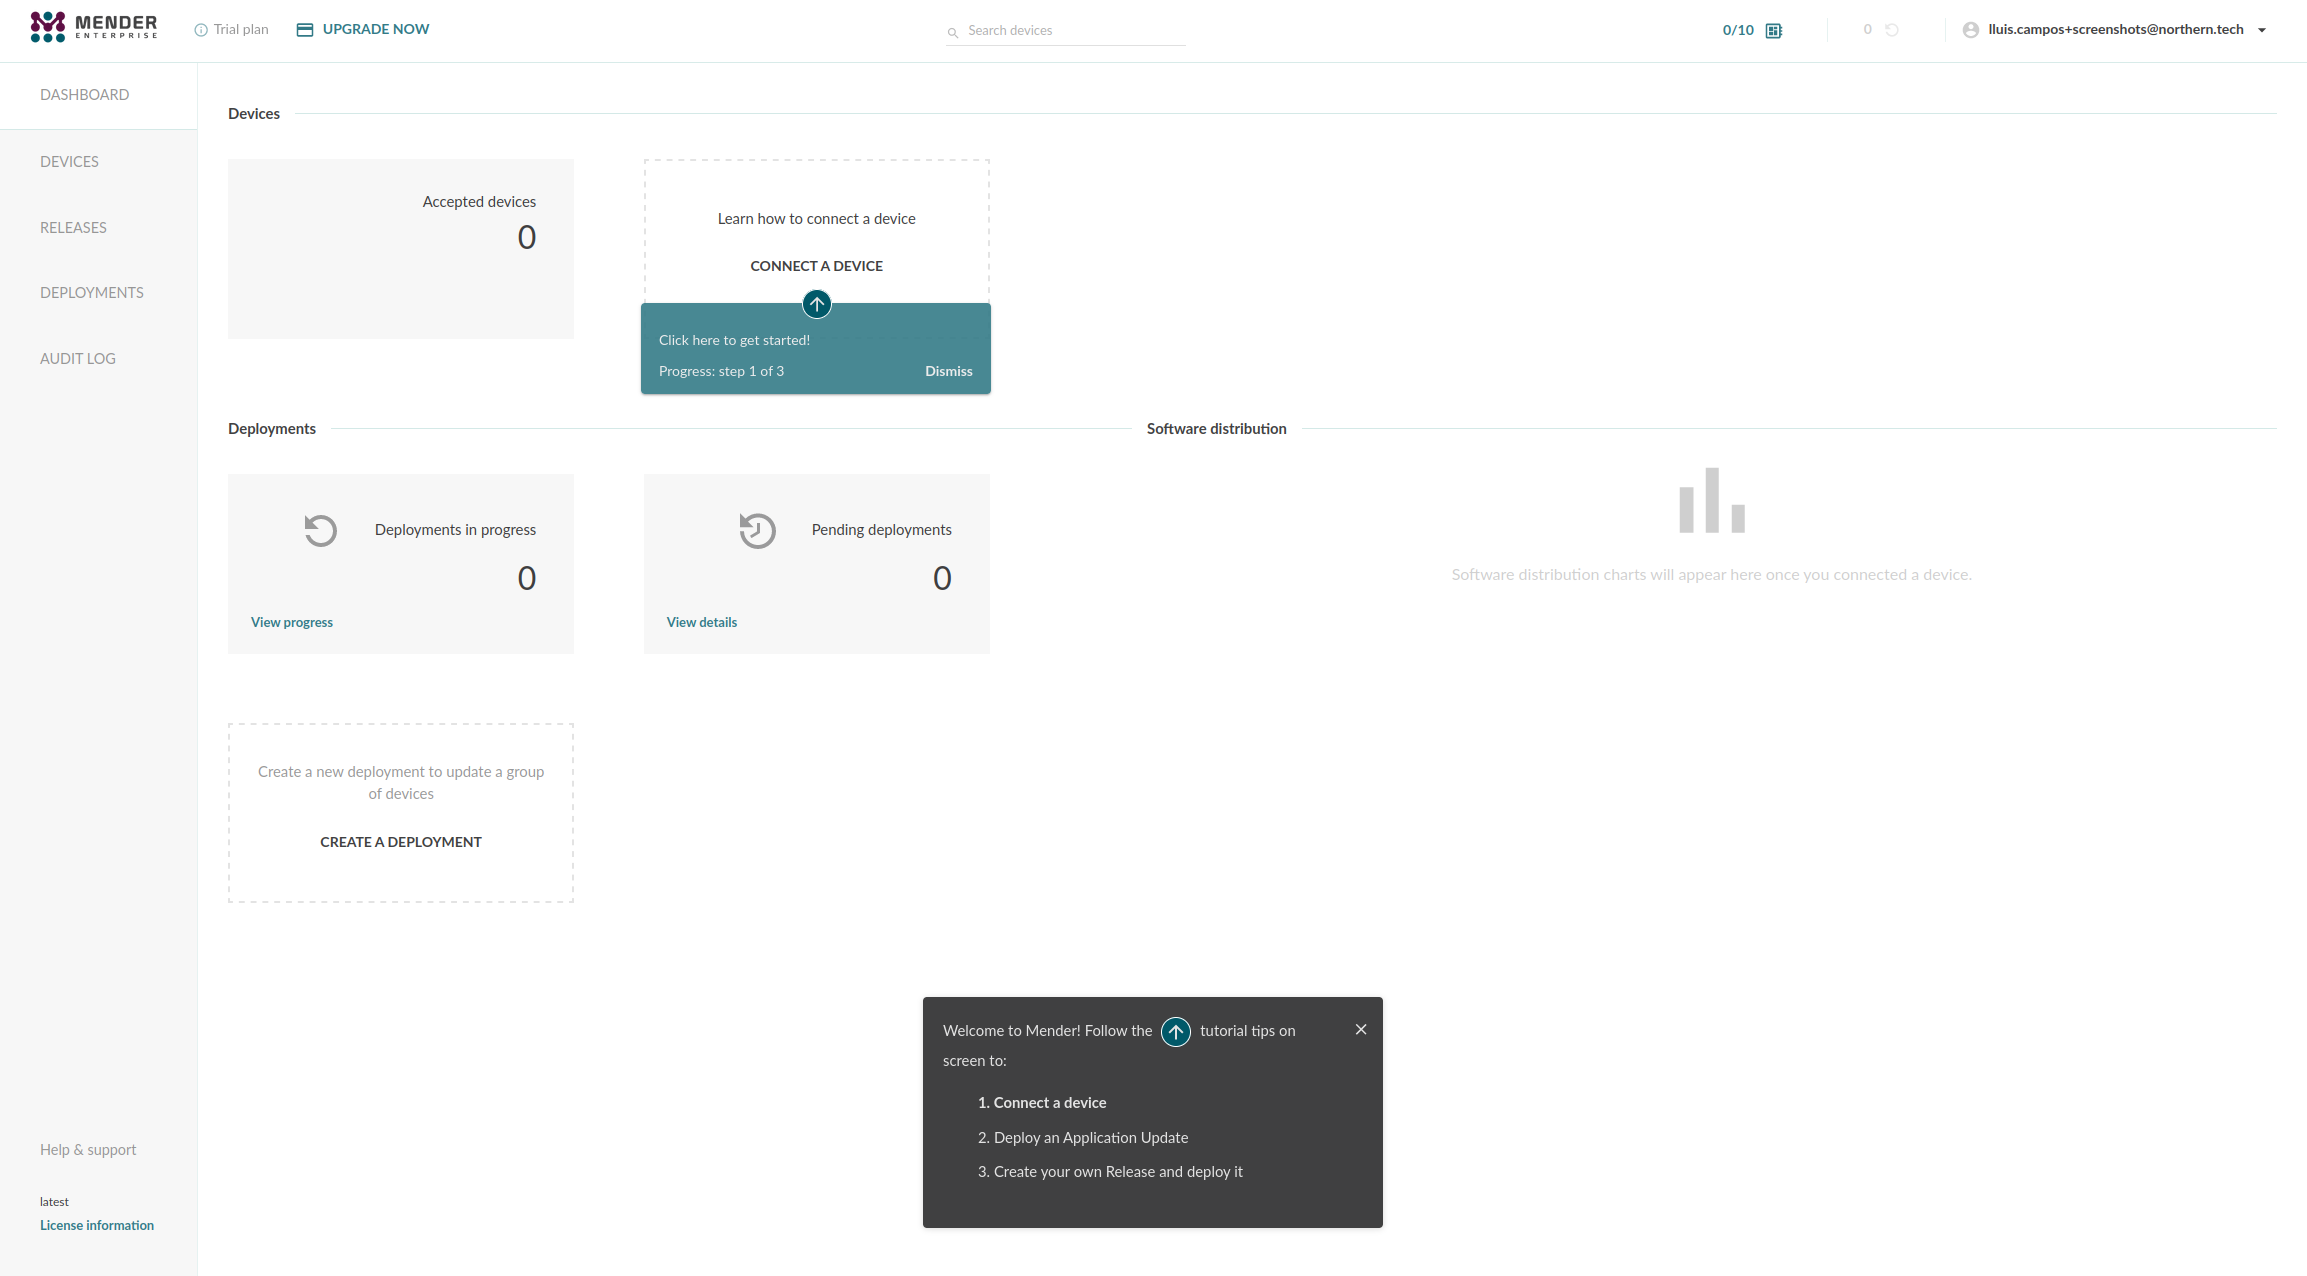 MENDER
ENTERPRISE
Trial plan
UPGRADE NOW
Search devices
0/10
0
lluis.campos+screenshots@northern.tech
DASHBOARD
DEVICES
RELEASES
DEPLOYMENTS
AUDIT LOG
Help & support
latest
License information
Devices
Accepted devices
0
Learn how to connect a device
CONNECT A DEVICE
Click here to get started!
Progress: step 1 of 3
Dismiss
Deployments
Deployments in progress
0
View progress
Pending deployments
0
View details
Create a new deployment to update a group
of devices
CREATE A DEPLOYMENT
Software distribution
Software distribution charts will appear here once you connected a device.
Welcome to Mender! Follow the tutorial tips on
screen to:
1. Connect a device
2. Deploy an Application Update
3. Create your own Release and deploy it